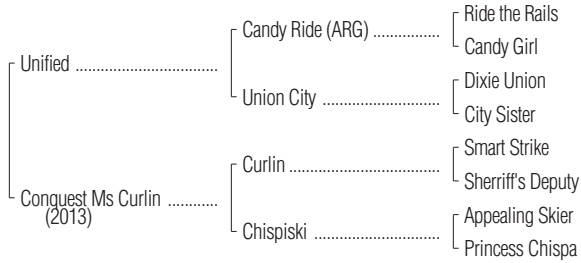 Ride the Rails
Candy Ride (ARG) .................
Candy Girl
Unified .....................................
Dixie Union
Union City ..............................
City Sister
Smart Strike
Curlin .......................................
Sherriff's Deputy
Conquest Ms Curlin ............
(2013)
Appealing Skier
Chispiski .................................
Princess Chispa